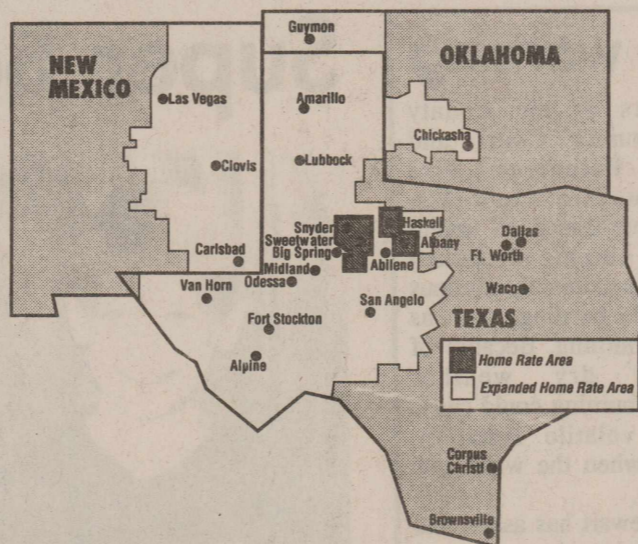 Guymon
OKLAHOMA
NEW
MEXICO
Las Vegas
Amarillo
Chickasha
Clovis
Lubbock
Snyder
Haskell
Sweetwater
Albany
Dallas
Big Spring
Abilene
Ft. Worth
Carlsbad
Midland
Odessa
Van Horn
Waco
San Angelo
Fort Stockton
TEXAS
Alpine
Home Rate Area
Expanded Home Rate Area
Corpus
Christi
Brownsville
when the w